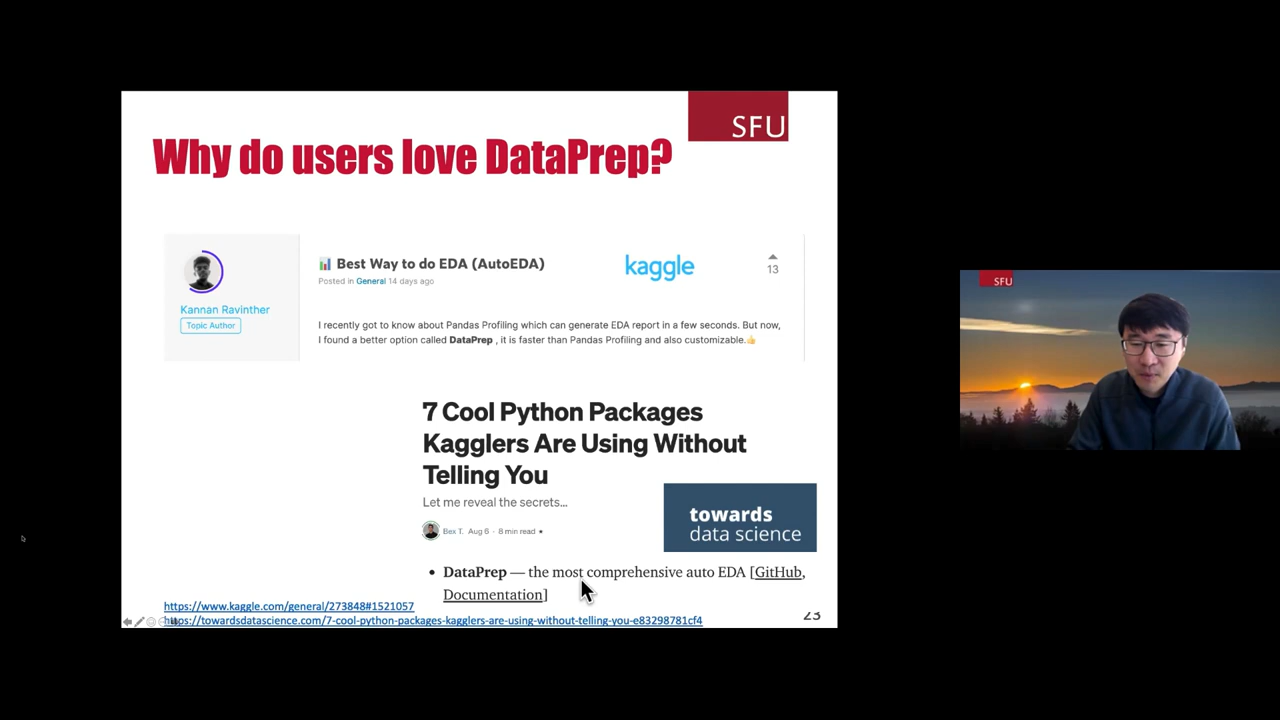 SFU
Why do users love DataPrep?
Kannan Ravinther
Topic Author
📊 Best Way to do EDA (AutoEDA)
Posted in General 14 days ago
kaggle
13
I recently got to know about Pandas Profiling which can generate EDA report in a few seconds. But now,
I found a better option called DataPrep , it is faster than Pandas Profiling and also customizable.👍
7 Cool Python Packages
Kagglers Are Using Without
Telling You
Let me reveal the secrets...
Bex T. Aug 6 · 8 min read
towards
data science
• DataPrep — the most comprehensive auto EDA [GitHub,
Documentation]
https://www.kaggle.com/general/273848#1521057
https://towardsdatascience.com/7-cool-python-packages-kagglers-are-using-without-telling-you-e83298781cf4
23
SFU